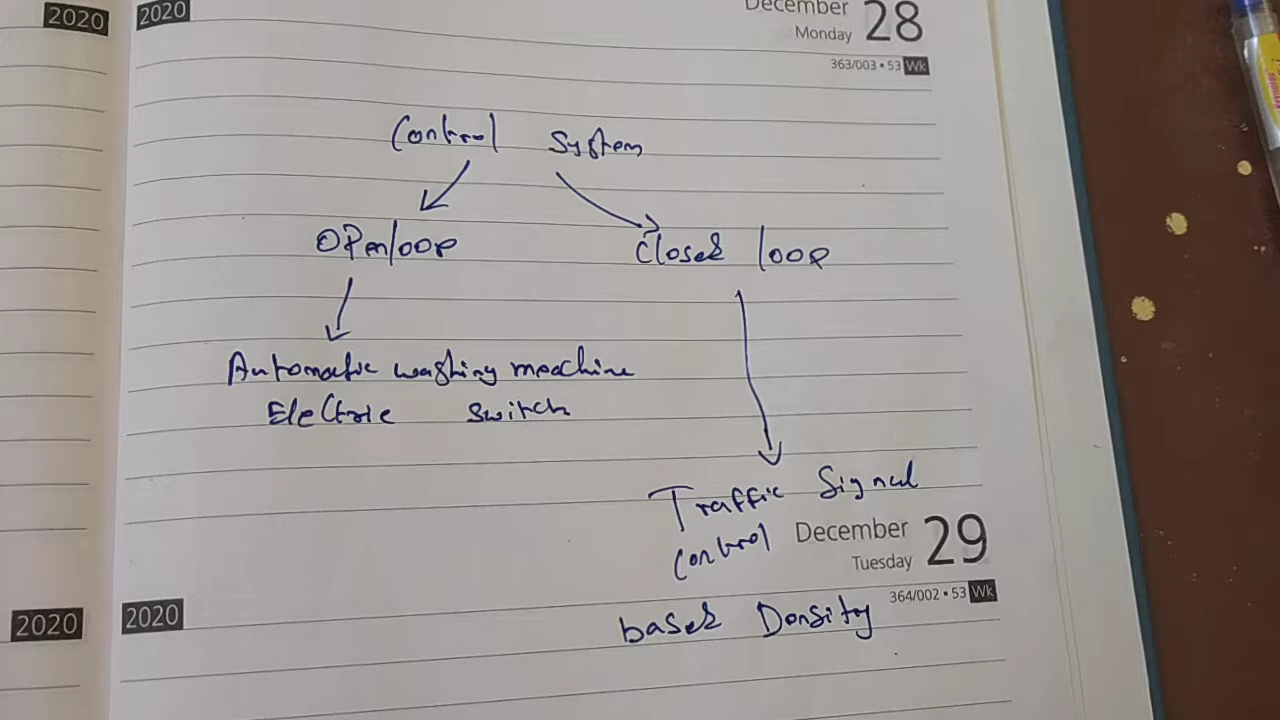 2020
2020
December
Monday 28
363/003 • 53 Wk
Control System
Openloop
Closed loop
Automatic washing machine
Electric switch
Traffic Signal
control
December
Tuesday 29
364/002 • 53 Wk
2020
2020
based Density